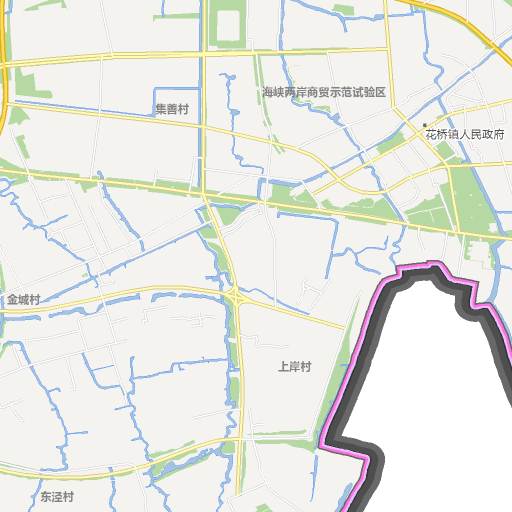 海峡两岸商贸示范试验区
集善村
花桥镇人民政府
金城村
上岸村
东泾村